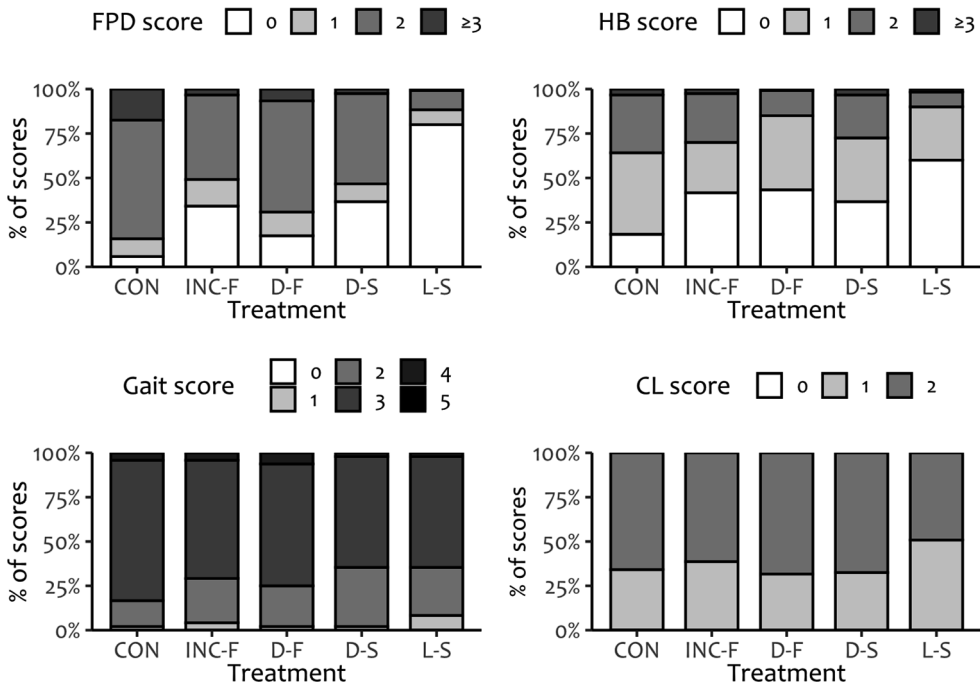 FPD score 0 1 2 ≥3
HB score 0 1 2 ≥3
% of scores
100%
75%
50%
25%
0%
CON INC-F D-F D-S L-S
Treatment
% of scores
100%
75%
50%
25%
0%
CON INC-F D-F D-S L-S
Treatment
Gait score
0 2 4
1 3 5
CL score 0 1 2
% of scores
100%
75%
50%
25%
0%
CON INC-F D-F D-S L-S
Treatment
% of scores
100%
75%
50%
25%
0%
CON INC-F D-F D-S L-S
Treatment